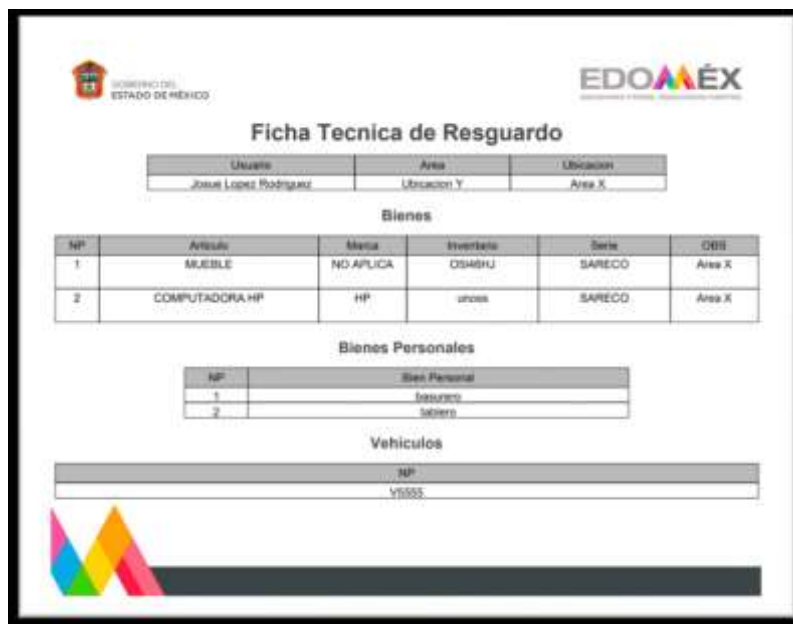 GOBIERNO DEL
ESTADO DE MÉXICO
EDOMÉX
Ficha Tecnica de Resguardo
Usuario Area Ubicacion
Josue Lopez Rodriguez Ubicacion Y Area X
Bienes
NP Articulo Marca Inventario Serie OBS
1 MUEBLE NO APLICA SARECO Area X
2 COMPUTADORA HP HP SARECO Area X
Bienes Personales
NP Bien Personal
1 basurero
2 tablero
Vehiculos
NP
V5555